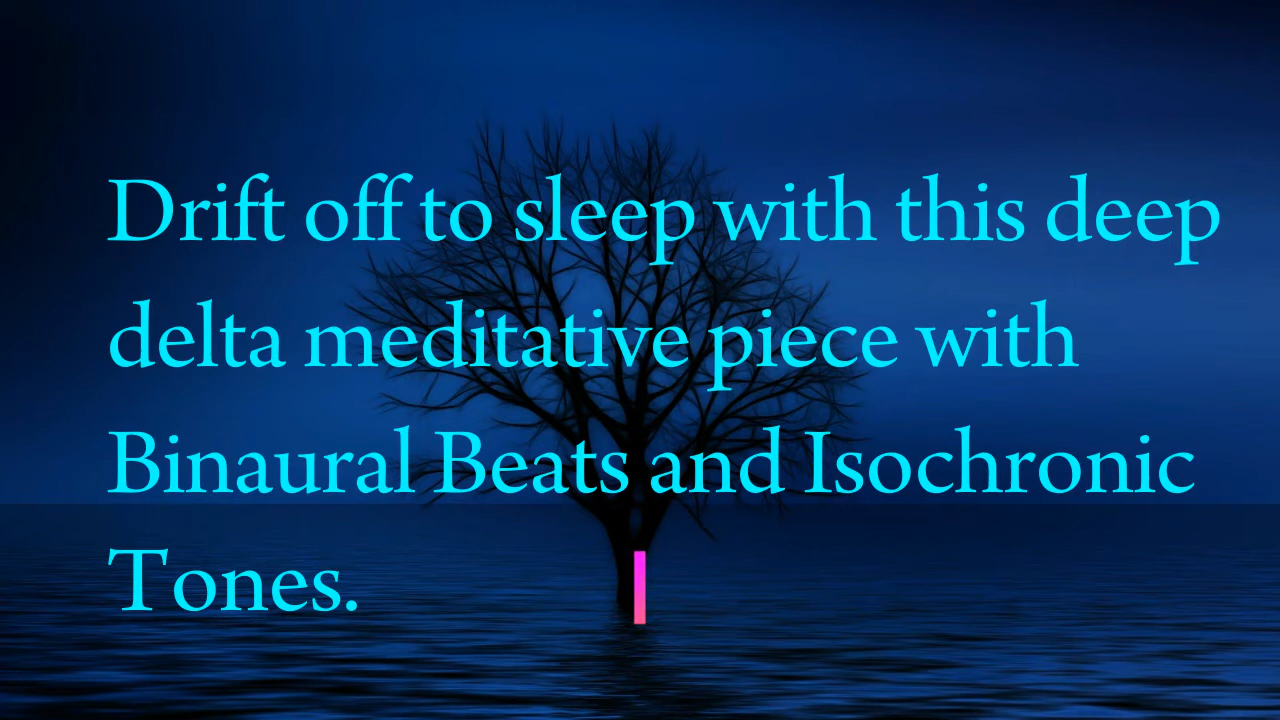 Drift off to sleep with this deep
delta meditative piece with
Binaural Beats and Isochronic
Tones.